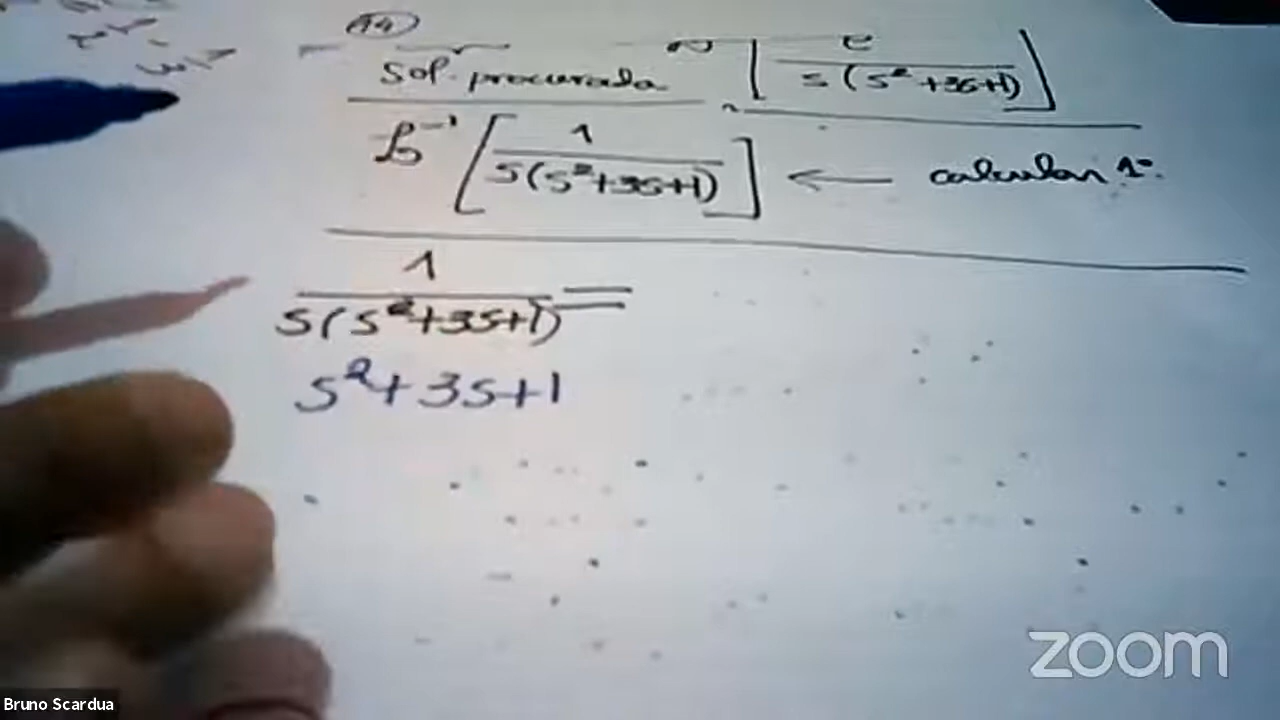 14
sol. procurada [ e / s(s²+3s+1) ]
ℒ⁻¹ [ 1 / s(s²+3s+1) ] ← calcular 1º.
1 / s(s²+3s+1) =
s²+3s+1
zoom
Bruno Scardua